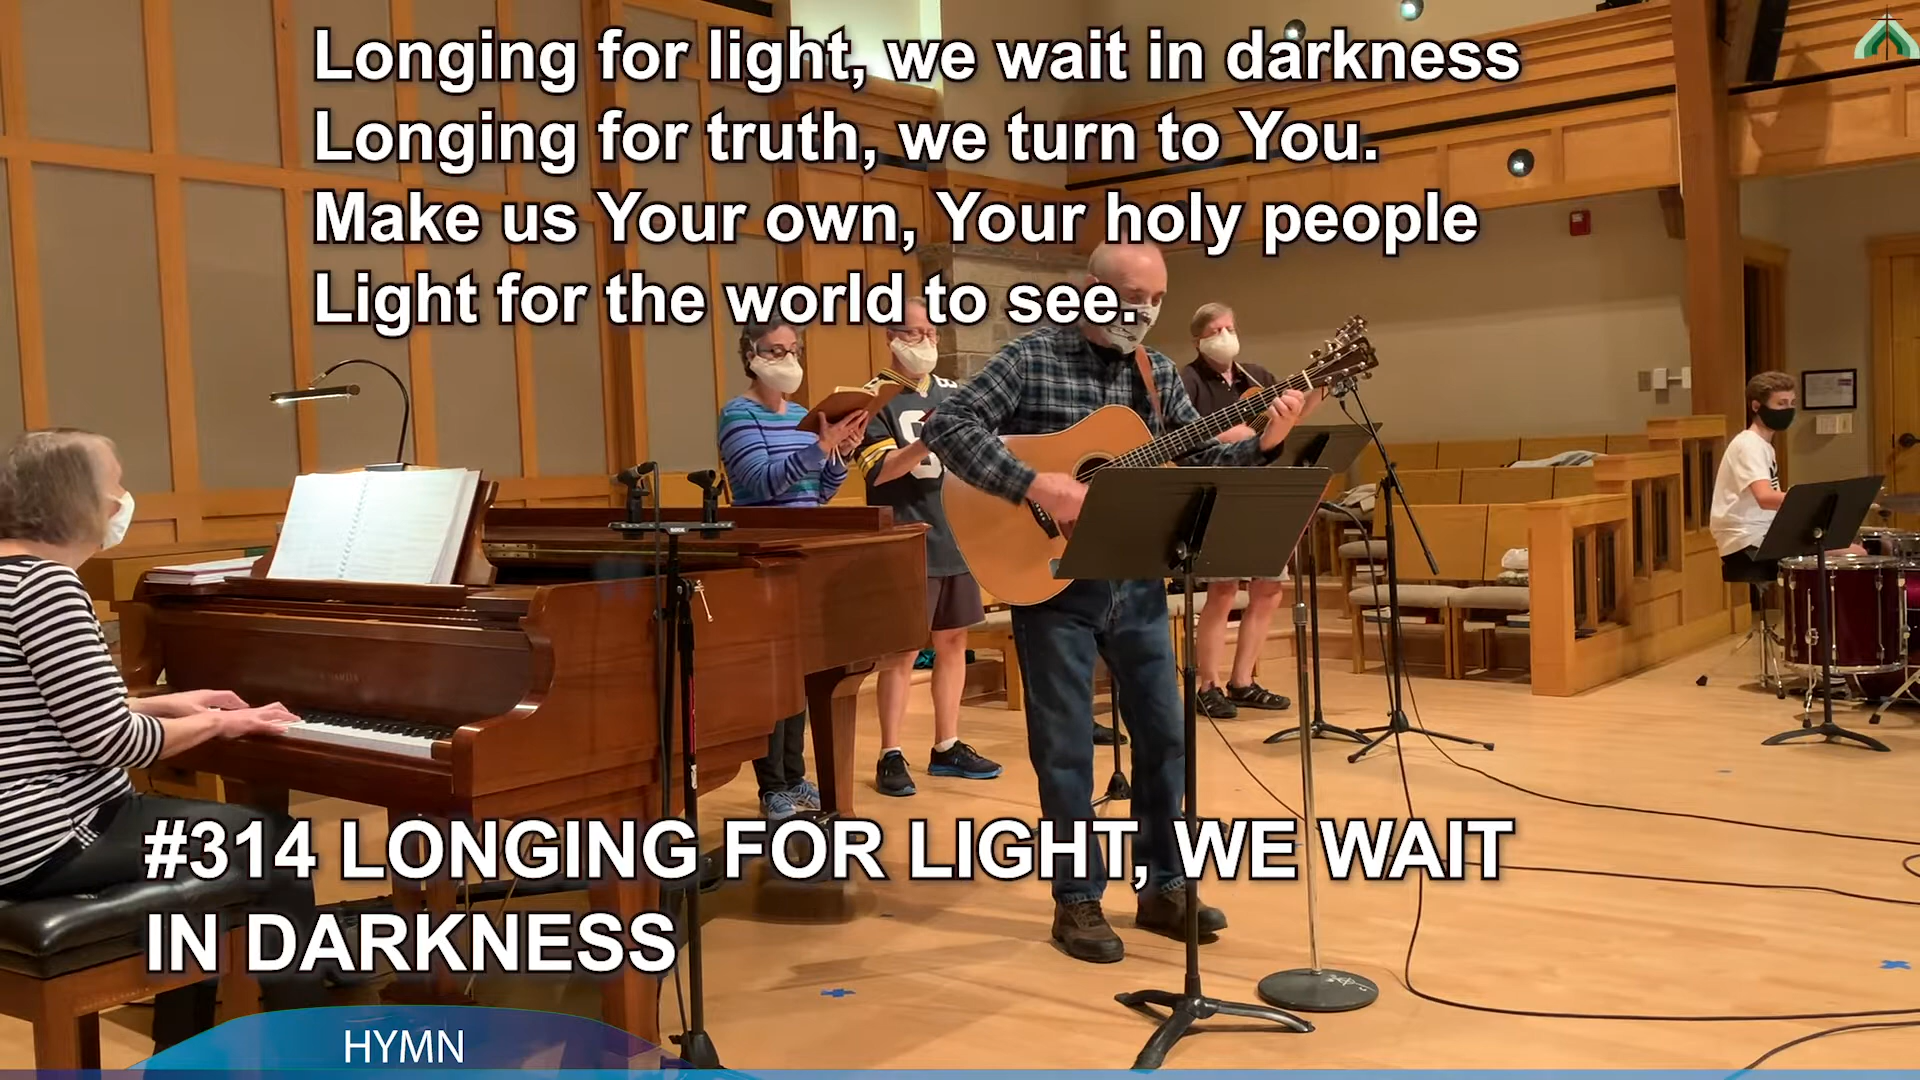 Longing for light, we wait in darkness
Longing for truth, we turn to You.
Make us Your own, Your holy people
Light for the world to see.
#314 LONGING FOR LIGHT, WE WAIT
IN DARKNESS
HYMN